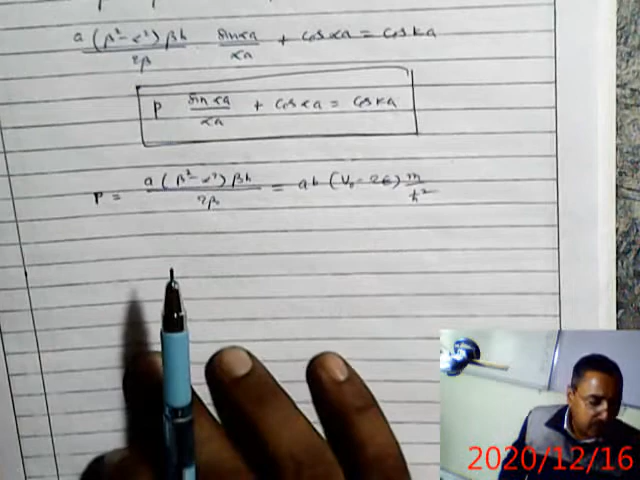 a (β² - α²) βb / 2β sin αa / αa + cos αa = cos ka
P sin αa / αa + cos αa = cos ka
P = a (β² - α²) βb / 2β = ab (V₀ - 2E) m / ħ²
2020/12/16